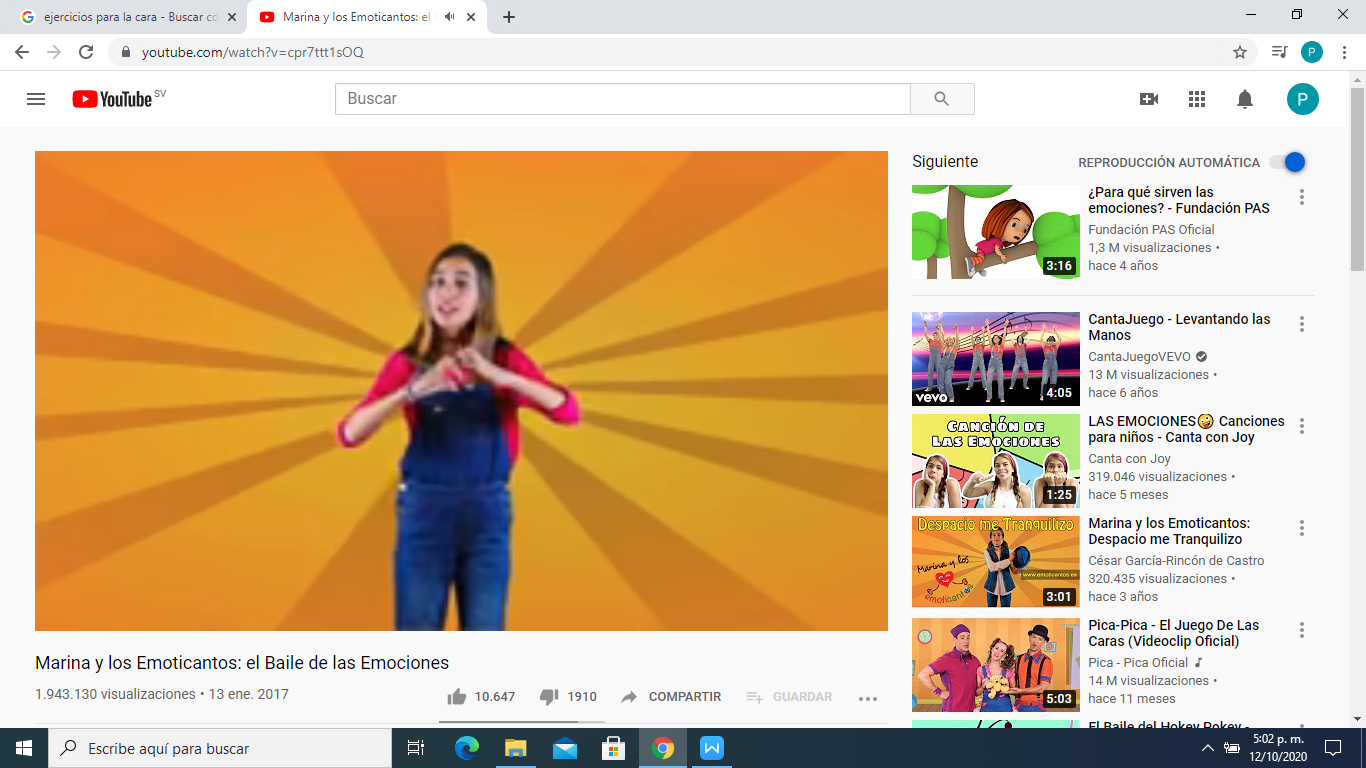 ejercicios para la cara - Buscar co
Marina y los Emoticantos: el
youtube.com/watch?v=cpr7ttt1sOQ
P
YouTube SV
Buscar
P
Siguiente
REPRODUCCIÓN AUTOMÁTICA
¿Para qué sirven las
emociones? - Fundación PAS
Fundación PAS Oficial
1,3 M visualizaciones •
hace 4 años
3:16
CantaJuego - Levantando las
Manos
CantaJuegoVEVO
13 M visualizaciones •
hace 6 años
vevo
4:05
CANCIÓN DE
LAS EMOCIONES
1:25
LAS EMOCIONES🤪 Canciones
para niños - Canta con Joy
Canta con Joy
319.046 visualizaciones •
hace 5 meses
Despacio me Tranquilizo
Marina y los
emoticantos
www.emoticantos.es
3:01
Marina y los Emoticantos:
Despacio me Tranquilizo
César García-Rincón de Castro
320.435 visualizaciones •
hace 3 años
5:03
Pica-Pica - El Juego De Las
Caras (Videoclip Oficial)
Pica - Pica Oficial
14 M visualizaciones •
hace 11 meses
El Baile del Hokey Pokey -
Marina y los Emoticantos: el Baile de las Emociones
1.943.130 visualizaciones • 13 ene. 2017
10.647
1910
COMPARTIR
GUARDAR
Escribe aquí para buscar
W
5:02 p. m.
12/10/2020